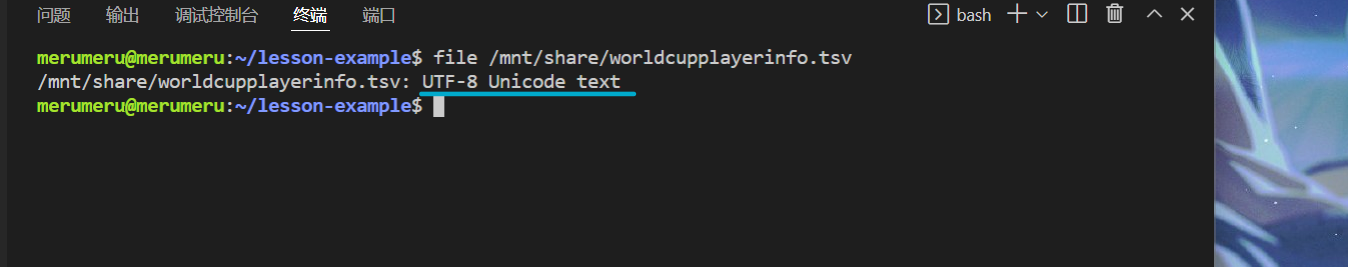 问题 输出 调试控制台 终端 端口 bash
merumeru@merumeru:~/lesson-example$ file /mnt/share/worldcupplayerinfo.tsv
/mnt/share/worldcupplayerinfo.tsv: UTF-8 Unicode text
merumeru@merumeru:~/lesson-example$